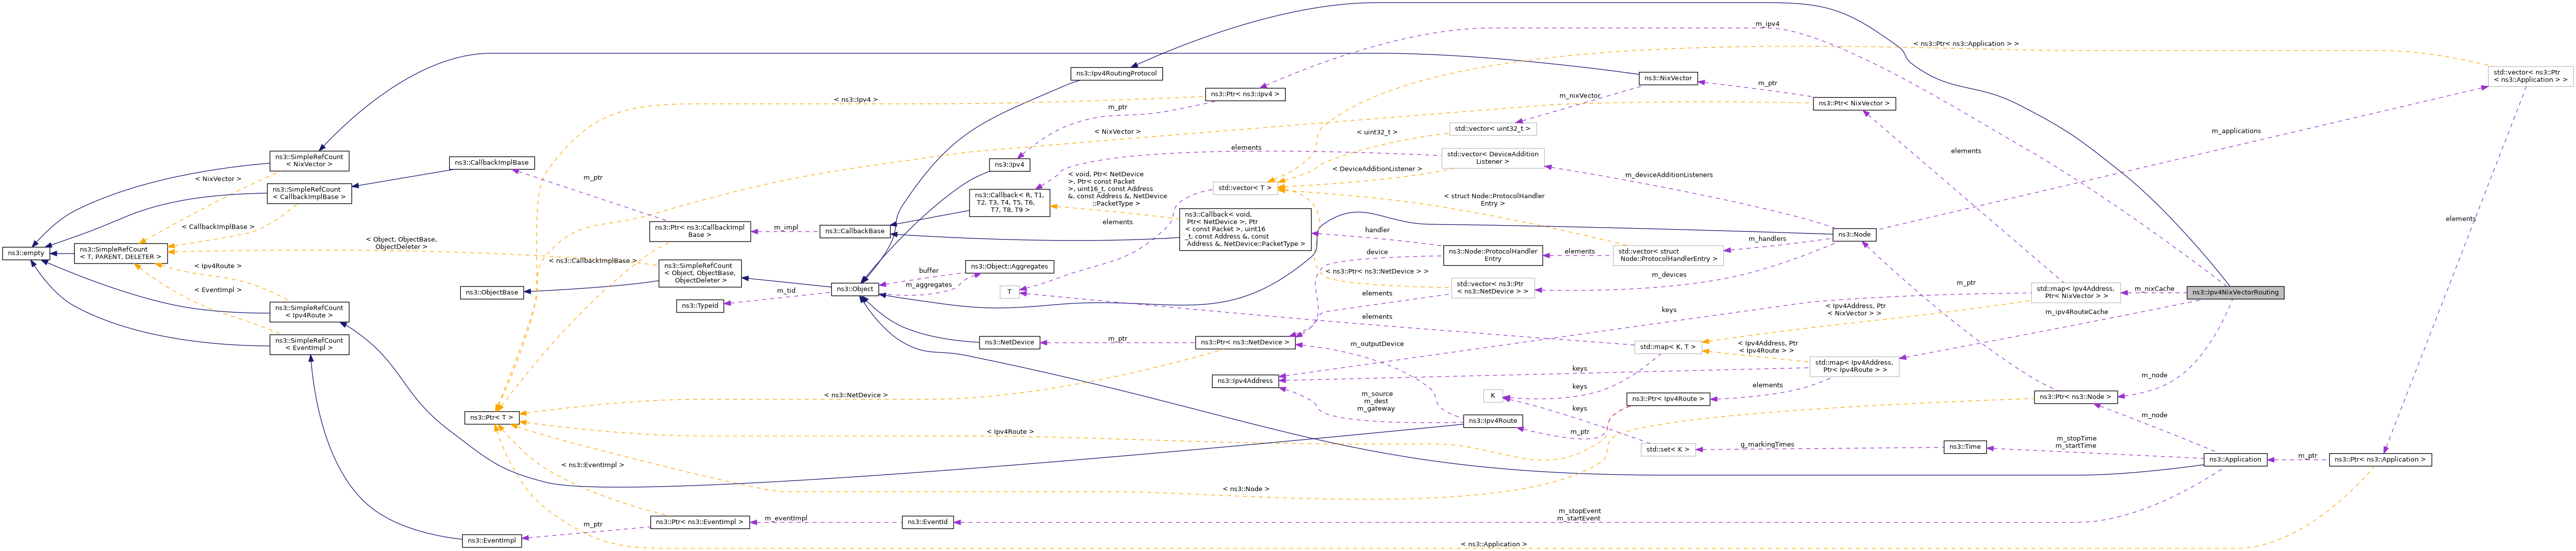 m_ipv4
< ns3::Ptr< ns3::Application > >
ns3::Ipv4RoutingProtocol
ns3::NixVector
std::vector< ns3::Ptr
< ns3::Application > >
m_ptr
ns3::Ptr< ns3::Ipv4 >
m_nixVector
< ns3::Ipv4 >
m_ptr
ns3::Ptr< NixVector >
std::vector< uint32_t >
< NixVector >
< uint32_t >
m_applications
elements
elements
std::vector< DeviceAddition
Listener >
ns3::SimpleRefCount
< NixVector >
ns3::CallbackImplBase
ns3::Ipv4
< DeviceAdditionListener >
m_deviceAdditionListeners
< NixVector >
m_ptr
< void, Ptr< NetDevice
>, Ptr< const Packet
>, uint16_t, const Address
&, const Address &, NetDevice
::PacketType >
std::vector< T >
ns3::SimpleRefCount
< CallbackImplBase >
ns3::Callback< R, T1,
T2, T3, T4, T5, T6,
T7, T8, T9 >
< struct Node::ProtocolHandler
Entry >
elements
elements
ns3::Callback< void,
Ptr< NetDevice >, Ptr
< const Packet >, uint16
_t, const Address &, const
Address &, NetDevice::PacketType >
< CallbackImplBase >
ns3::Ptr< ns3::CallbackImpl
Base >
m_impl
ns3::CallbackBase
handler
ns3::Node
m_handlers
< Object, ObjectBase,
ObjectDeleter >
ns3::empty
ns3::SimpleRefCount
< T, PARENT, DELETER >
device
ns3::Node::ProtocolHandler
Entry
elements
std::vector< struct
Node::ProtocolHandlerEntry >
< ns3::CallbackImplBase >
< Ipv4Route >
ns3::SimpleRefCount
< Object, ObjectBase,
ObjectDeleter >
buffer
ns3::Object::Aggregates
< ns3::Ptr< ns3::NetDevice > >
m_devices
m_ptr
m_aggregates
ns3::Object
m_tid
< EventImpl >
ns3::ObjectBase
T
elements
std::vector< ns3::Ptr
< ns3::NetDevice > >
std::map< Ipv4Address,
Ptr< NixVector > >
m_nixCache
ns3::Ipv4NixVectorRouting
ns3::TypeId
ns3::SimpleRefCount
< Ipv4Route >
elements
keys
< Ipv4Address, Ptr
< NixVector > >
m_ipv4RouteCache
ns3::SimpleRefCount
< EventImpl >
ns3::NetDevice
m_ptr
ns3::Ptr< ns3::NetDevice >
m_outputDevice
std::map< K, T >
< Ipv4Address, Ptr
< Ipv4Route > >
std::map< Ipv4Address,
Ptr< Ipv4Route > >
keys
ns3::Ipv4Address
keys
elements
m_node
< ns3::NetDevice >
m_source
m_dest
m_gateway
K
ns3::Ptr< Ipv4Route >
ns3::Ptr< ns3::Node >
keys
ns3::Ptr< T >
ns3::Ipv4Route
m_node
< Ipv4Route >
m_ptr
g_markingTimes
m_stopTime
m_startTime
std::set< K >
ns3::Time
< ns3::EventImpl >
ns3::Application
m_ptr
ns3::Ptr< ns3::Application >
< ns3::Node >
m_stopEvent
m_startEvent
m_ptr
ns3::Ptr< ns3::EventImpl >
m_eventImpl
ns3::EventId
ns3::EventImpl
< ns3::Application >